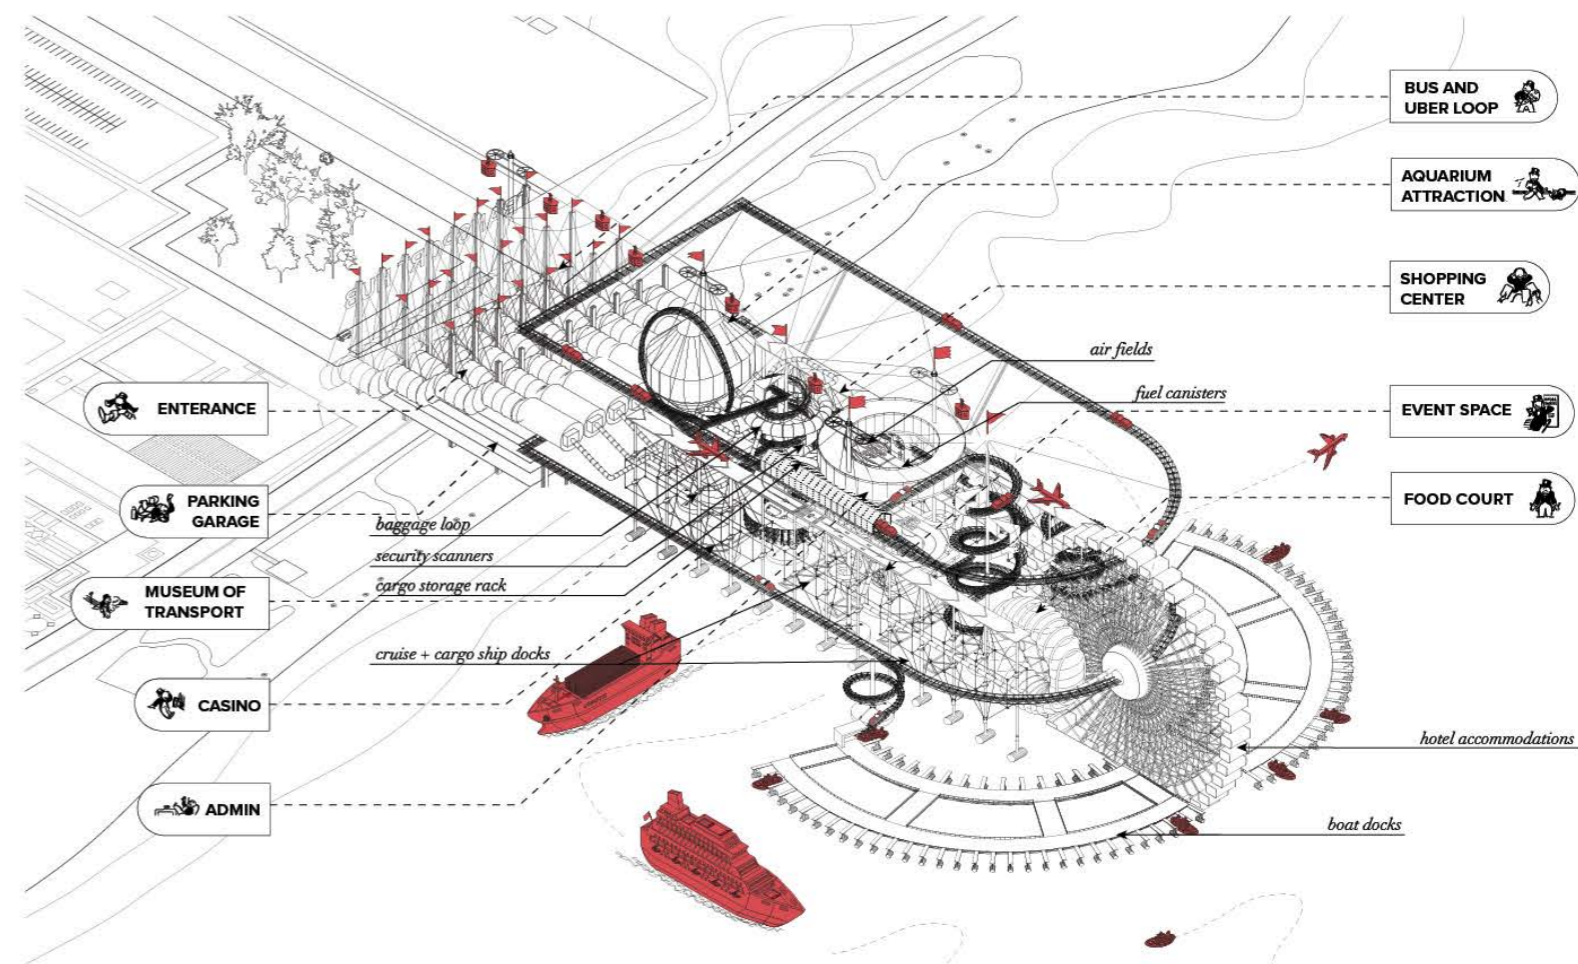 BUS AND
UBER LOOP
AQUARIUM
ATTRACTION
SHOPPING
CENTER
air fields
fuel canisters
ENTERANCE
EVENT SPACE
PARKING
GARAGE
FOOD COURT
baggage loop
security scanners
cargo storage rack
MUSEUM OF
TRANSPORT
cruise + cargo ship docks
CASINO
hotel accommodations
ADMIN
boat docks